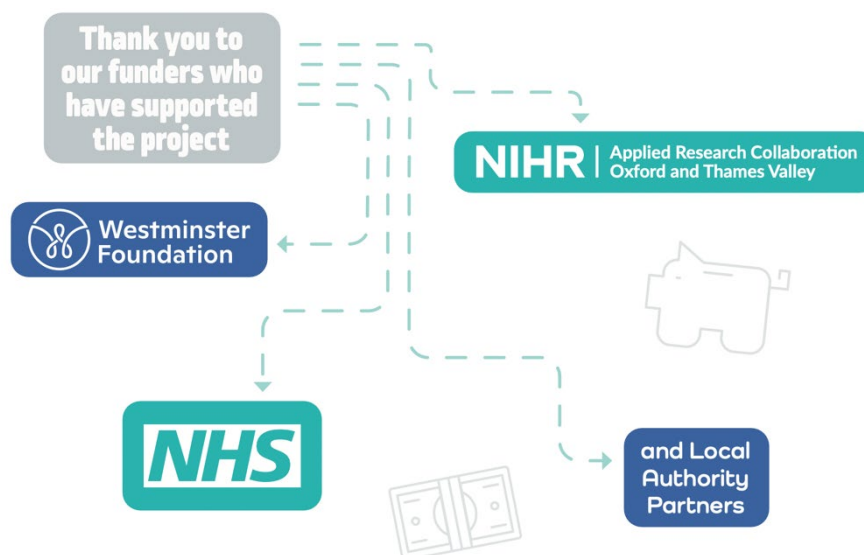 Thank you to
our funders who
have supported
the project
NIHR
Applied Research Collaboration
Oxford and Thames Valley
Westminster
Foundation
NHS
and Local
Authority
Partners